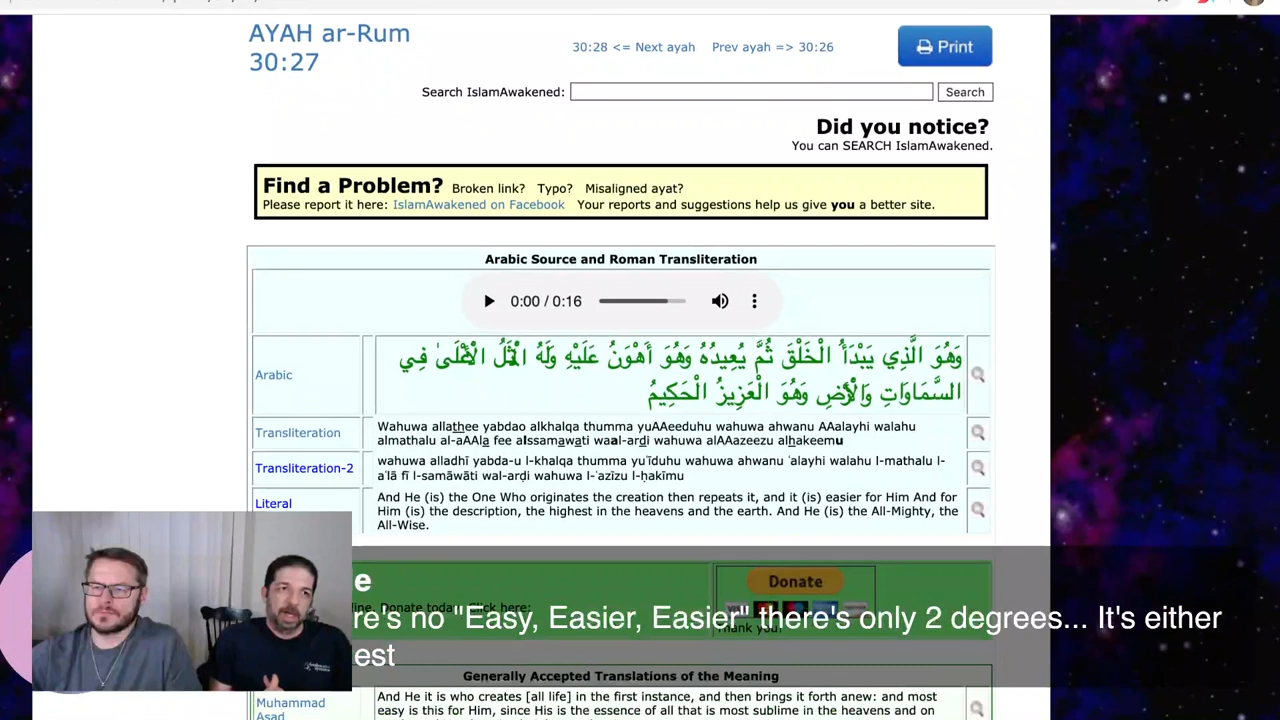 AYAH ar-Rum
30:27
30:28 <= Next ayah Prev ayah => 30:26
Print
Search IslamAwakened:
Search
Did you notice?
You can SEARCH IslamAwakened.
Find a Problem? Broken link? Typo? Misaligned ayat?
Please report it here: IslamAwakened on Facebook Your reports and suggestions help us give you a better site.
Arabic Source and Roman Transliteration
0:00 / 0:16
Arabic
وَهُوَ الَّذِي يَبْدَأُ الْخَلْقَ ثُمَّ يُعِيدُهُ وَهُوَ أَهْوَنُ عَلَيْهِ وَلَهُ الْمَثَلُ الْأَعْلَىٰ فِي
السَّمَاوَاتِ وَالْأَرْضِ وَهُوَ الْعَزِيزُ الْحَكِيمُ
Transliteration
Wahuwa allathee yabdao alkhalqa thumma yuAAeeduhu wahuwa ahwanu AAalayhi walahu
almathalu al-aAAla fee alssamawati waal-ardi wahuwa alAAazeezu alhakeemu
Transliteration-2
wahuwa alladhī yabda-u l-khalqa thumma yuʿīduhu wahuwa ahwanu ʿalayhi walahu l-mathalu l-
aʿlā fī l-samāwāti wal-arḍi wahuwa l-ʿazīzu l-ḥakīmu
Literal
And He (is) the One Who originates the creation then repeats it, and it (is) easier for Him And for
Him (is) the description, the highest in the heavens and the earth. And He (is) the All-Mighty, the
All-Wise.
e
Donate
line. Donate today. Click here:
re's no "Easy, Easier, Easier" there's only 2 degrees... It's either
Thank you!
est
Generally Accepted Translations of the Meaning
Muhammad
Asad
And He it is who creates [all life] in the first instance, and then brings it forth anew: and most
easy is this for Him, since His is the essence of all that is most sublime in the heavens and on